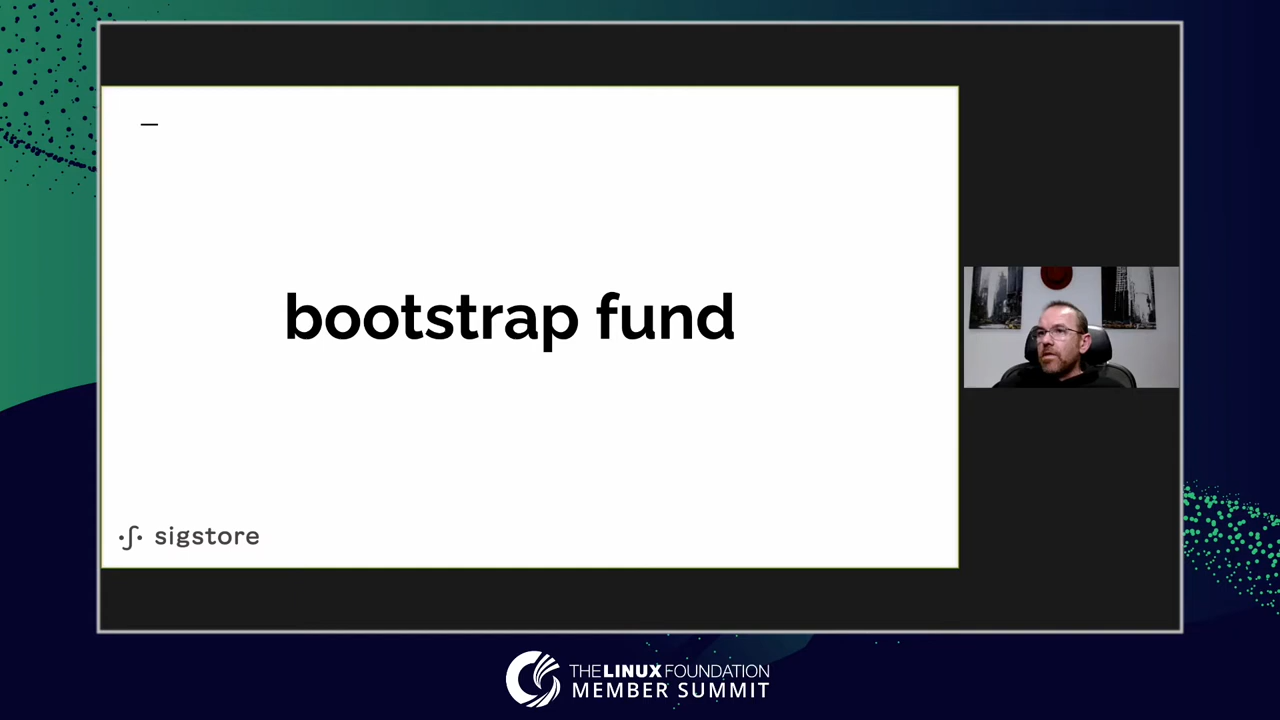 bootstrap fund
sigstore
THE LINUX FOUNDATION
MEMBER SUMMIT